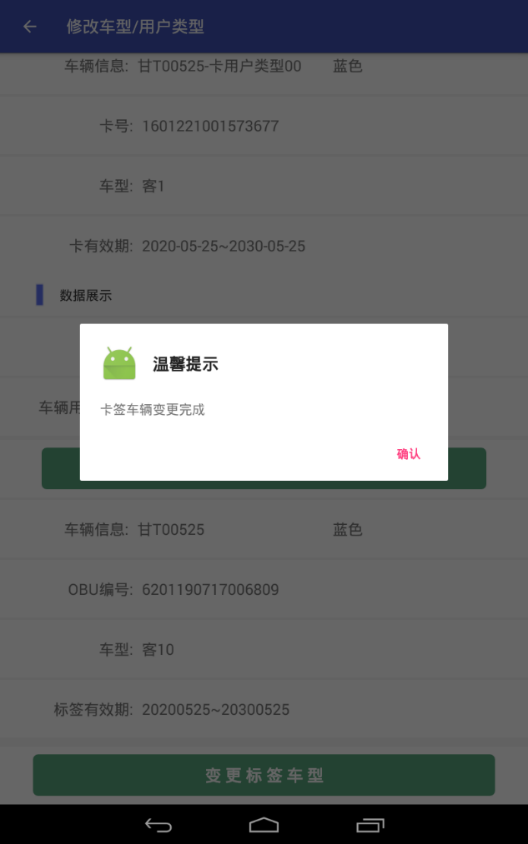 修改车型/用户类型
车辆信息: 甘T00525-卡用户类型00 蓝色
卡号: 1601221001573677
车型: 客1
卡有效期: 2020-05-25~2030-05-25
数据展示
温馨提示
卡签车辆变更完成
车辆用
确认
车辆信息: 甘T00525 蓝色
OBU编号: 6201190717006809
车型: 客10
标签有效期: 20200525~20300525
变更标签车型